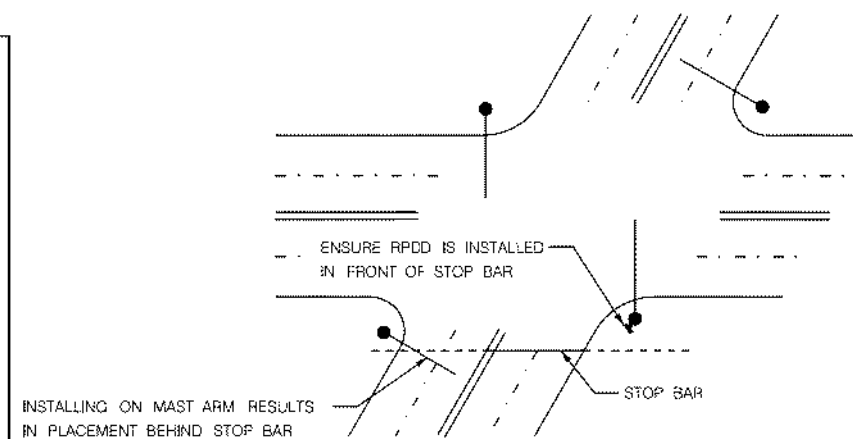 ENSURE RPDD IS INSTALLED
IN FRONT OF STOP BAR
STOP BAR
INSTALLING ON MAST ARM RESULTS
IN PLACEMENT BEHIND STOP BAR